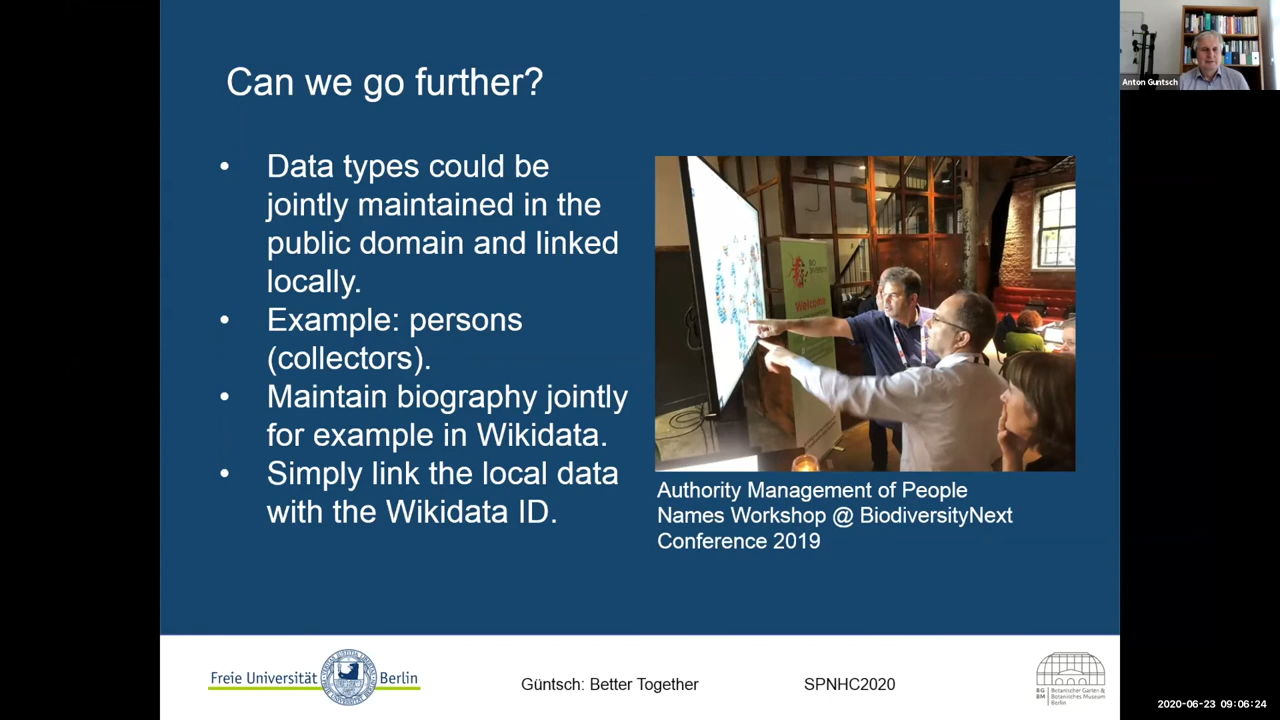 Can we go further?
• Data types could be
jointly maintained in the
public domain and linked
locally.
• Example: persons
(collectors).
• Maintain biography jointly
for example in Wikidata.
• Simply link the local data
with the Wikidata ID.
Welcome
Authority Management of People
Names Workshop @ BiodiversityNext
Conference 2019
Anton Guntsch
Freie Universität Berlin
Güntsch: Better Together
SPNHC2020
BG BM
Botanischer Garten &
Botanisches Museum
Berlin
2020-06-23 09:06:24